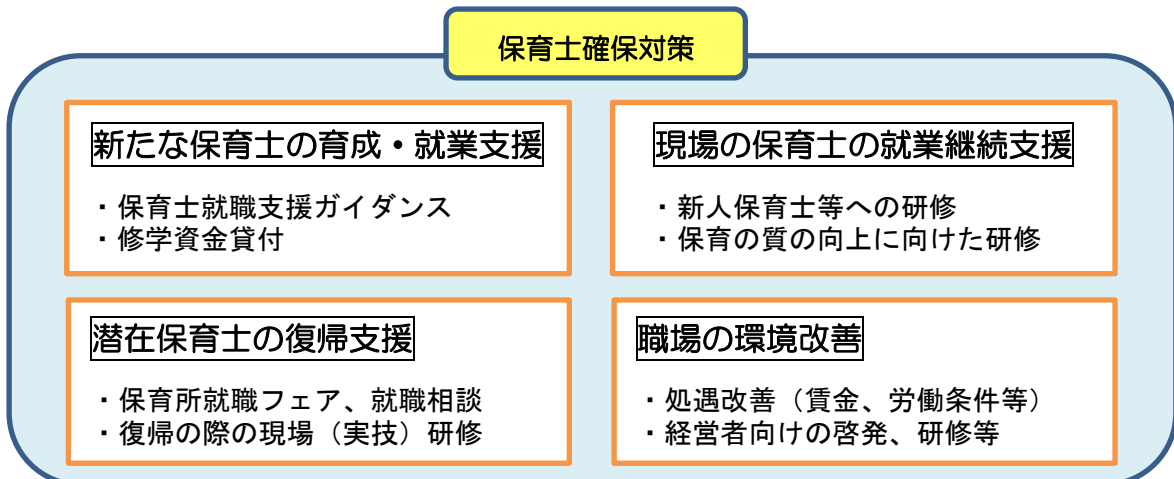 保育士確保対策
新たな保育士の育成・就業支援
・保育士就職支援ガイダンス
・修学資金貸付
現場の保育士の就業継続支援
・新人保育士等への研修
・保育の質の向上に向けた研修
潜在保育士の復帰支援
・保育所就職フェア、就職相談
・復帰の際の現場（実技）研修
職場の環境改善
・処遇改善（賃金、労働条件等）
・経営者向けの啓発、研修等